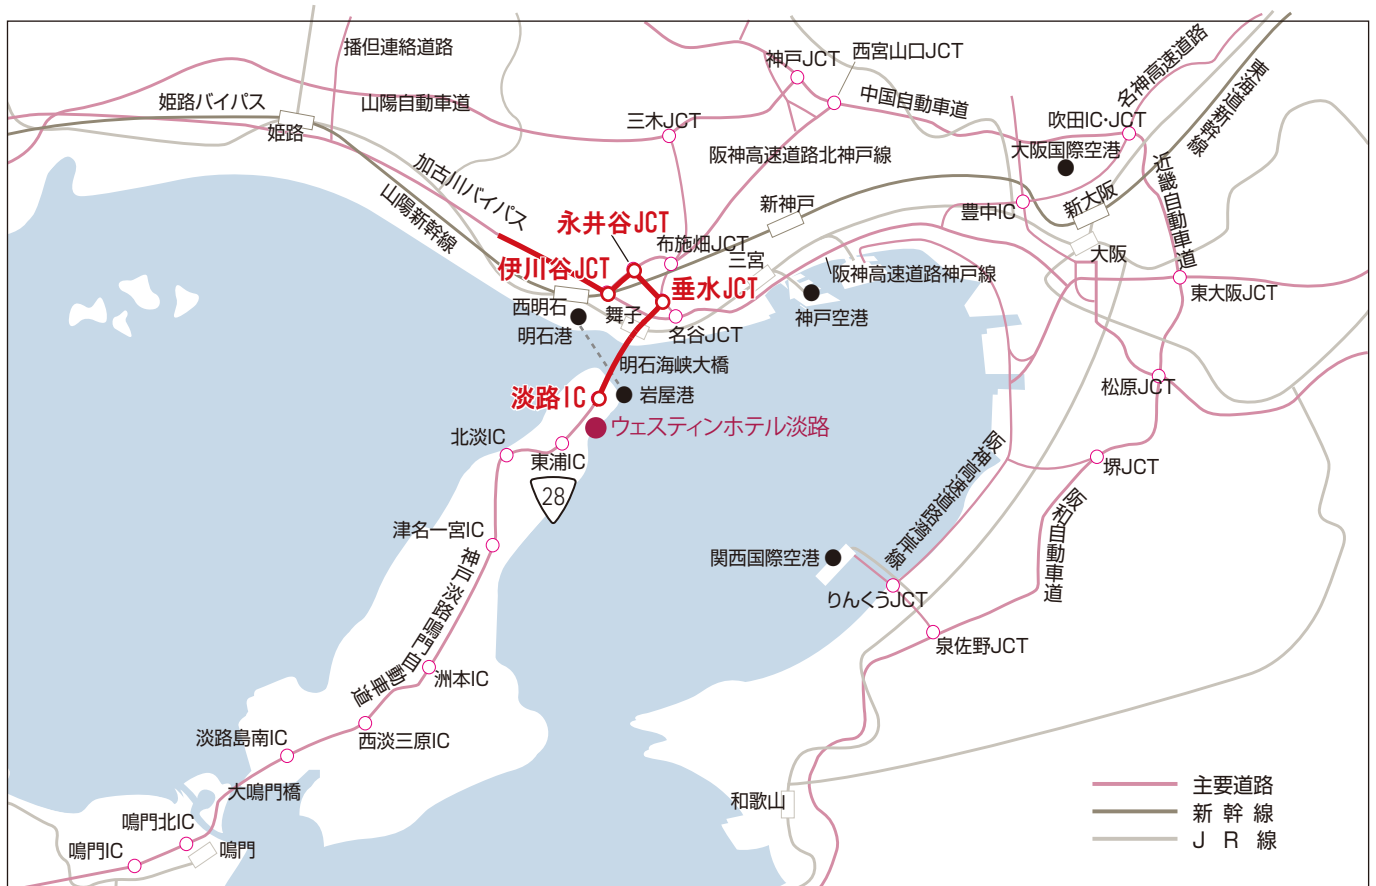 播但連絡道路
姫路バイパス
山陽自動車道
姫路
神戸JCT
西宮山口JCT
中国自動車道
名神高速道路
東海道新幹線
三木JCT
吹田IC・JCT
大阪国際空港
阪神高速道路北神戸線
加古川バイパス
山陽新幹線
近畿自動車道
新神戸
豊中IC
新大阪
永井谷JCT
布施畑JCT
三宮
大阪
伊川谷JCT
垂水JCT
阪神高速道路神戸線
東大阪JCT
西明石
舞子
神戸空港
明石港
名谷JCT
明石海峡大橋
松原JCT
淡路IC
岩屋港
ウェスティンホテル淡路
北淡IC
東浦IC
28
堺JCT
阪神高速道路湾岸線
阪和自動車道
津名一宮IC
神戸淡路鳴門自動車道
関西国際空港
りんくうJCT
泉佐野JCT
洲本IC
淡路島南IC
西淡三原IC
大鳴門橋
和歌山
鳴門北IC
鳴門IC
鳴門
主要道路
新幹線
JR線